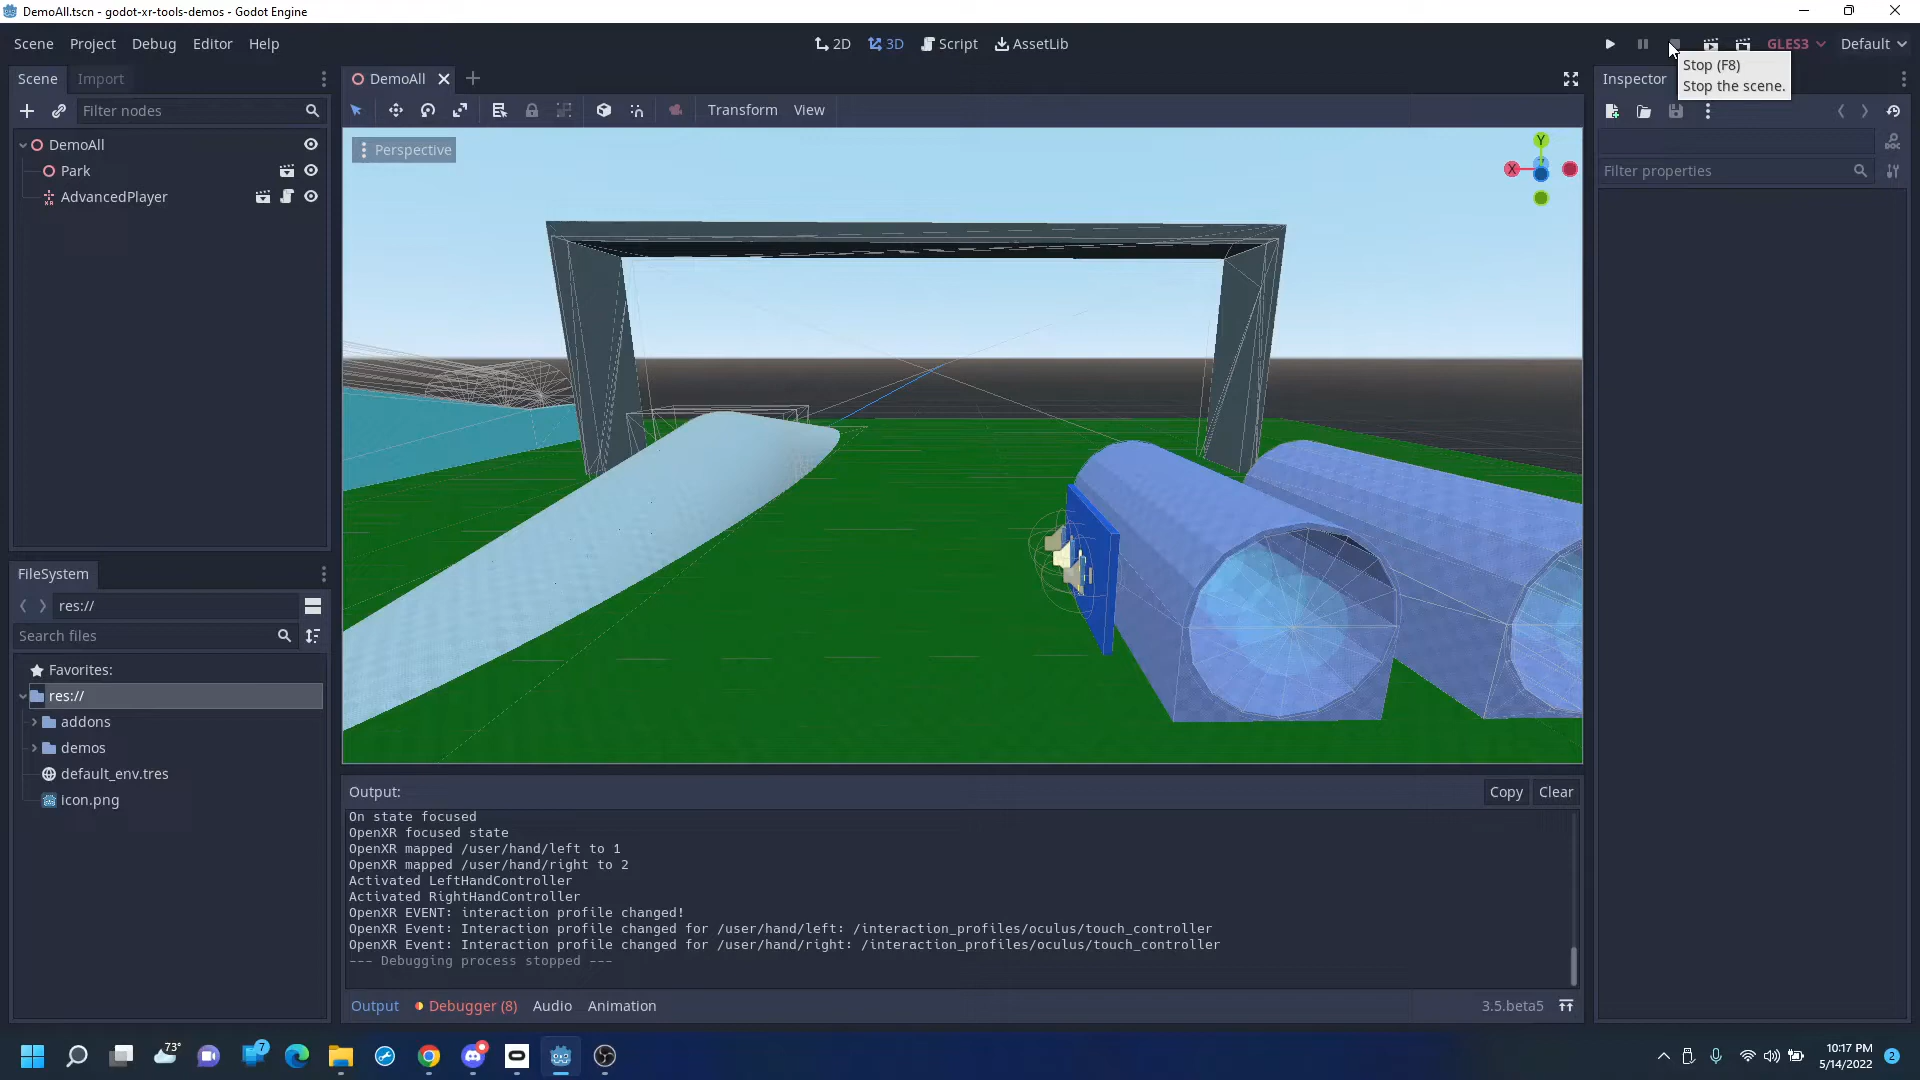 DemoAll.tscn - godot-xr-tools-demos - Godot Engine
Scene Project Debug Editor Help
2D 3D Script AssetLib
GLES3 Default
Stop (F8)
Stop the scene.
Scene Import
Filter nodes
DemoAll
Park
AdvancedPlayer
DemoAll
Transform View
Perspective
Y
X
Inspector
Filter properties
FileSystem
res://
Search files
Favorites:
res://
addons
demos
default_env.tres
icon.png
Output:
Copy Clear
On state focused
OpenXR focused state
OpenXR mapped /user/hand/left to 1
OpenXR mapped /user/hand/right to 2
Activated LeftHandController
Activated RightHandController
OpenXR EVENT: interaction profile changed!
OpenXR Event: Interaction profile changed for /user/hand/left: /interaction_profiles/oculus/touch_controller
OpenXR Event: Interaction profile changed for /user/hand/right: /interaction_profiles/oculus/touch_controller
--- Debugging process stopped ---
Output Debugger (8) Audio Animation
3.5.beta5
73°
7
10:17 PM
5/14/2022
2